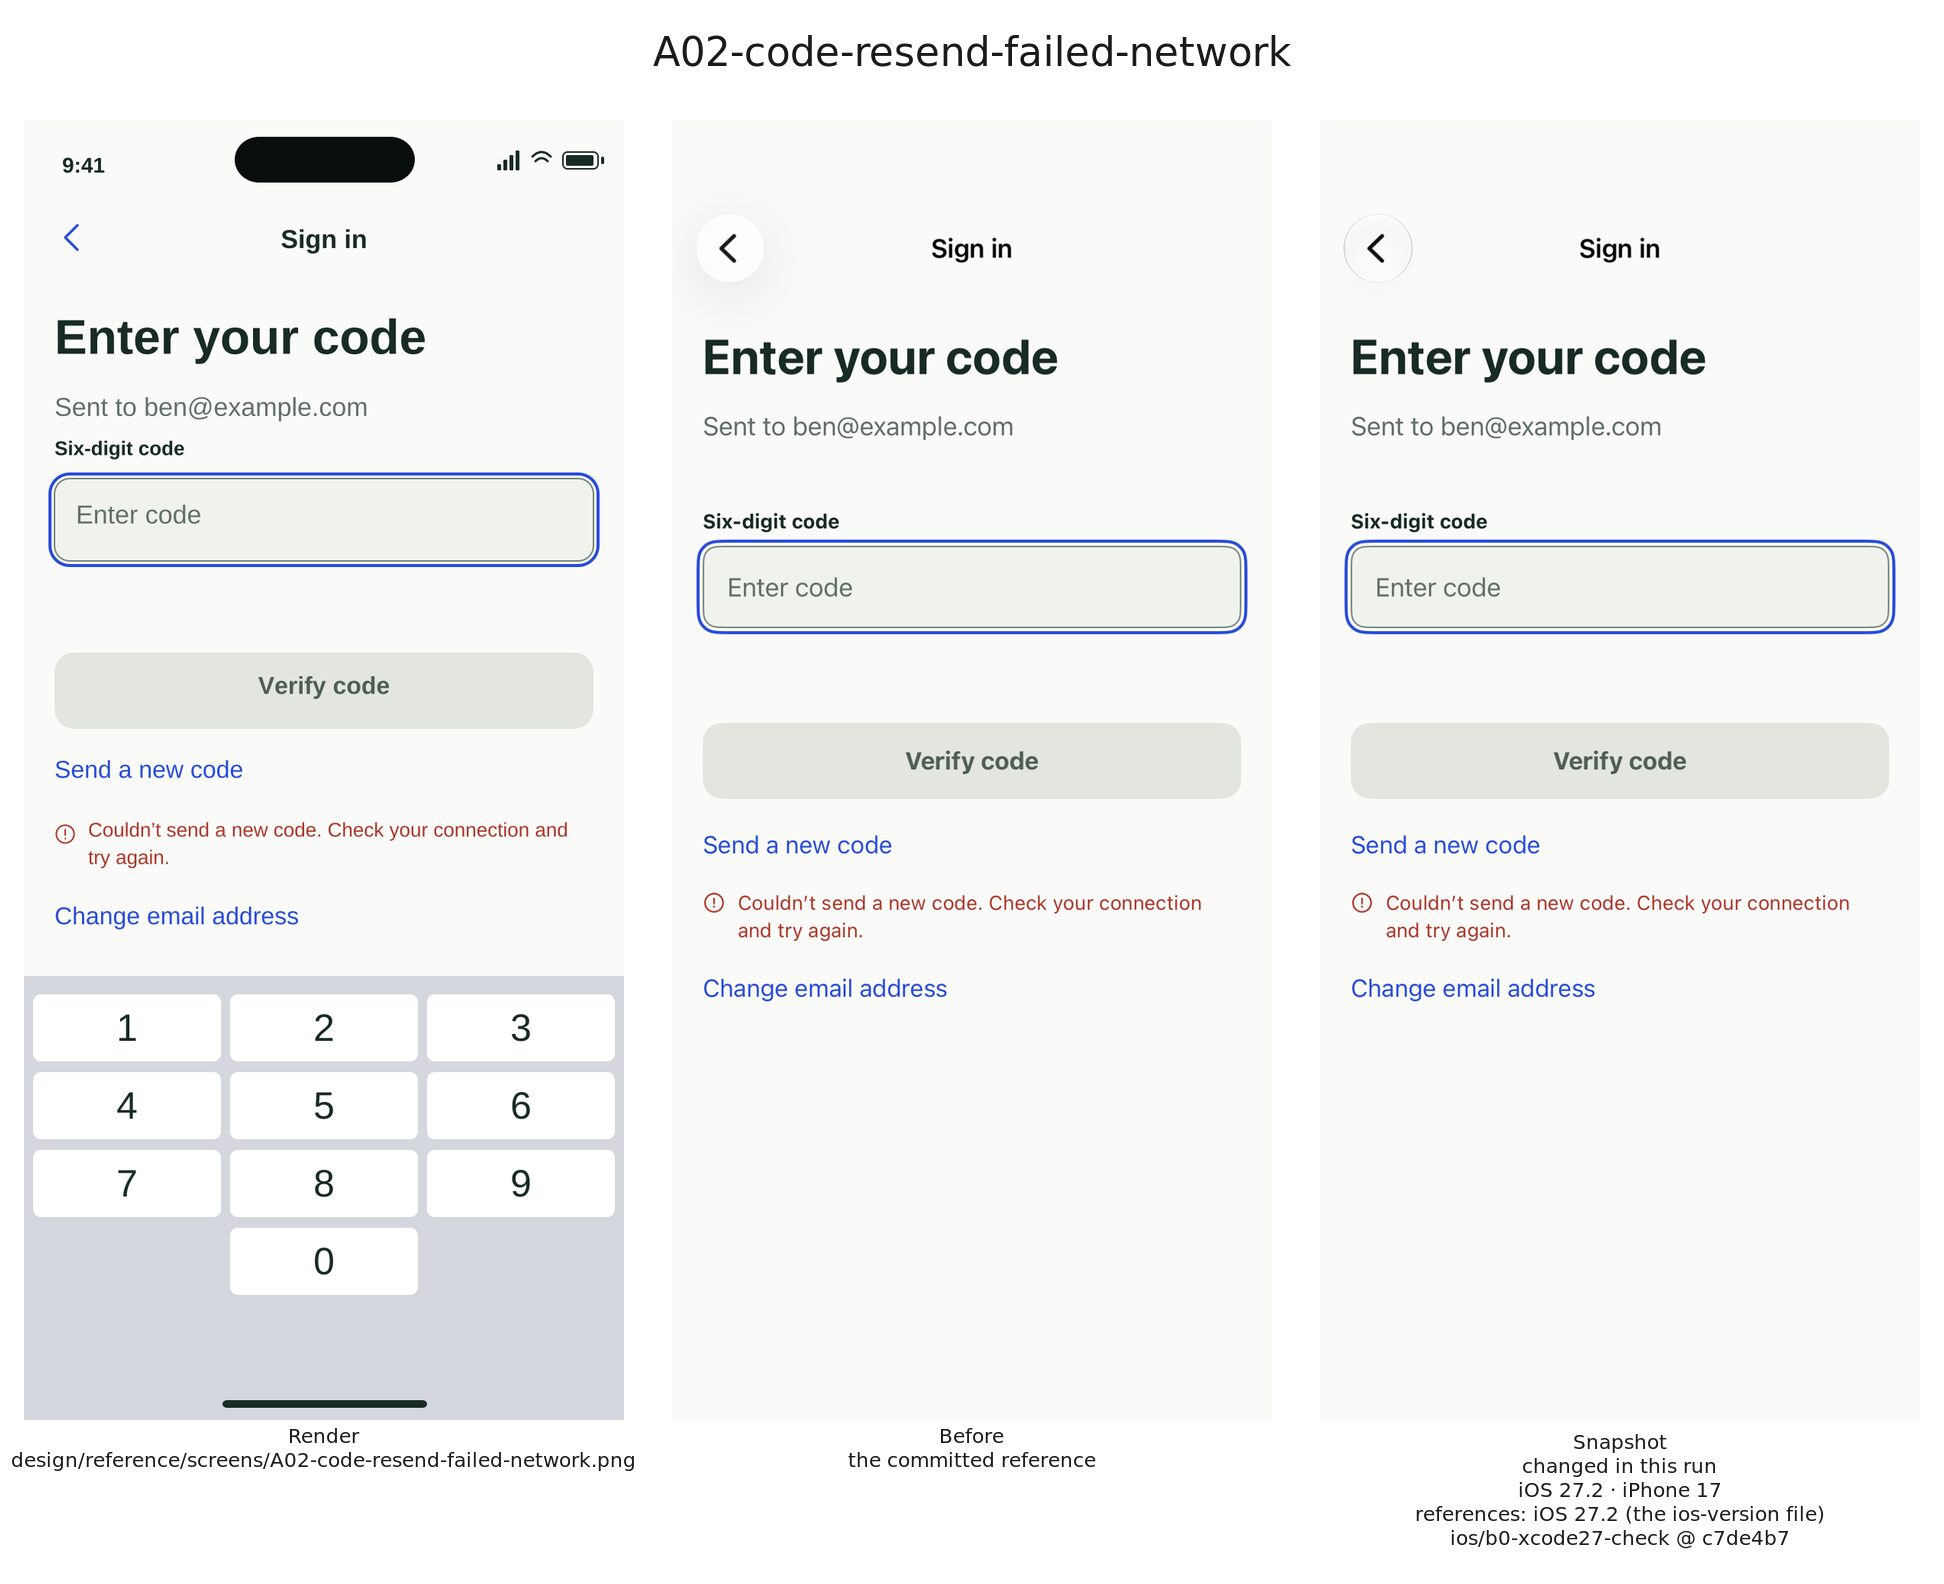 A02-code-resend-failed-network
9:41
Sign in
Enter your code
Sent to ben@example.com
Six-digit code
Enter code
Verify code
Send a new code
Couldn’t send a new code. Check your connection and
try again.
Change email address
1 2 3
4 5 6
7 8 9
0
Render
design/reference/screens/A02-code-resend-failed-network.png
Sign in
Enter your code
Sent to ben@example.com
Six-digit code
Enter code
Verify code
Send a new code
Couldn’t send a new code. Check your connection
and try again.
Change email address
Before
the committed reference
Sign in
Enter your code
Sent to ben@example.com
Six-digit code
Enter code
Verify code
Send a new code
Couldn’t send a new code. Check your connection
and try again.
Change email address
Snapshot
changed in this run
iOS 27.2 · iPhone 17
references: iOS 27.2 (the ios-version file)
ios/b0-xcode27-check @ c7de4b7